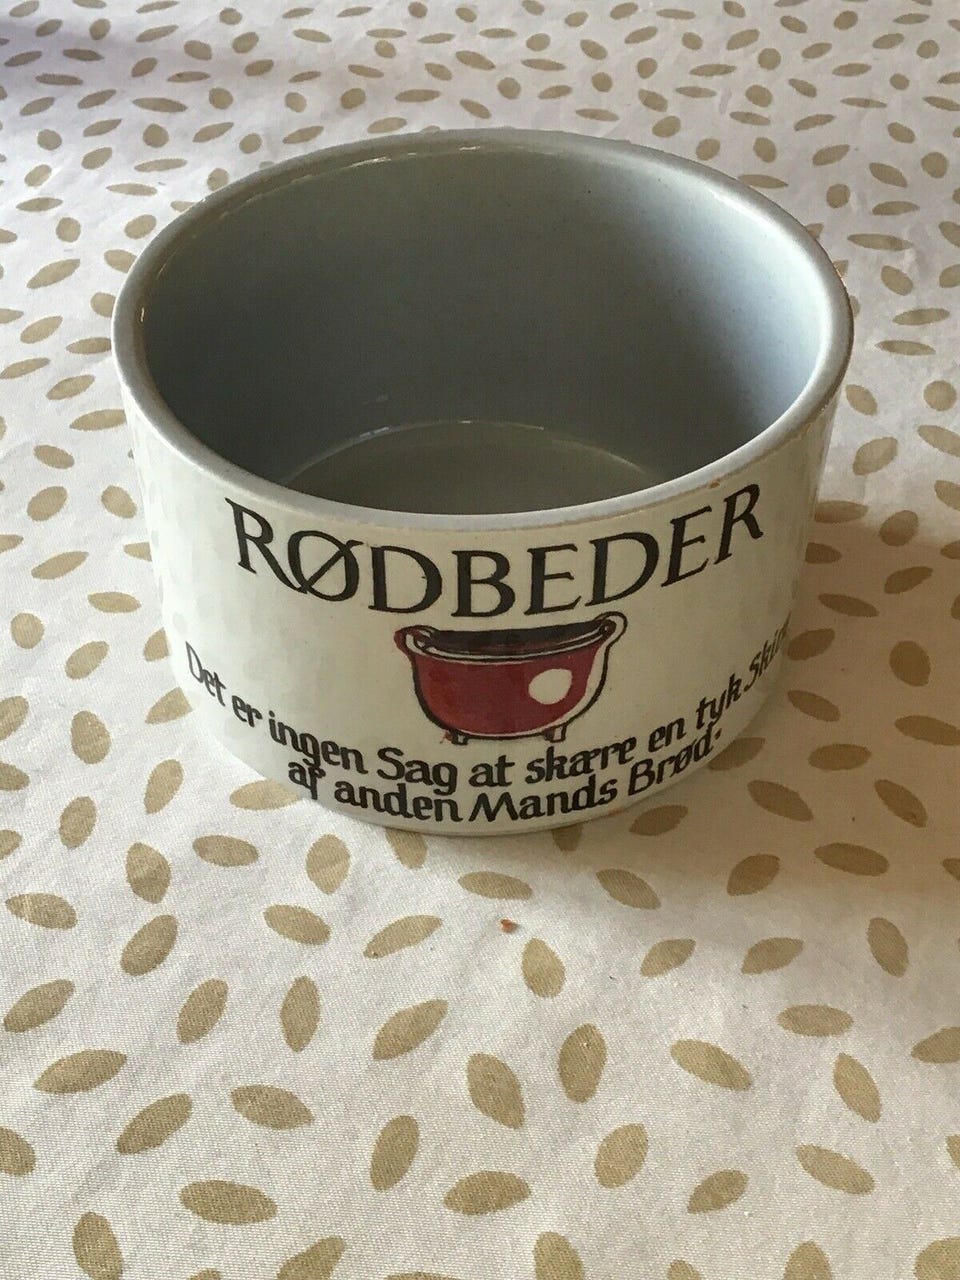 RØDBEDER
Det er ingen Sag at skære en tyk
af anden Mands Brød.